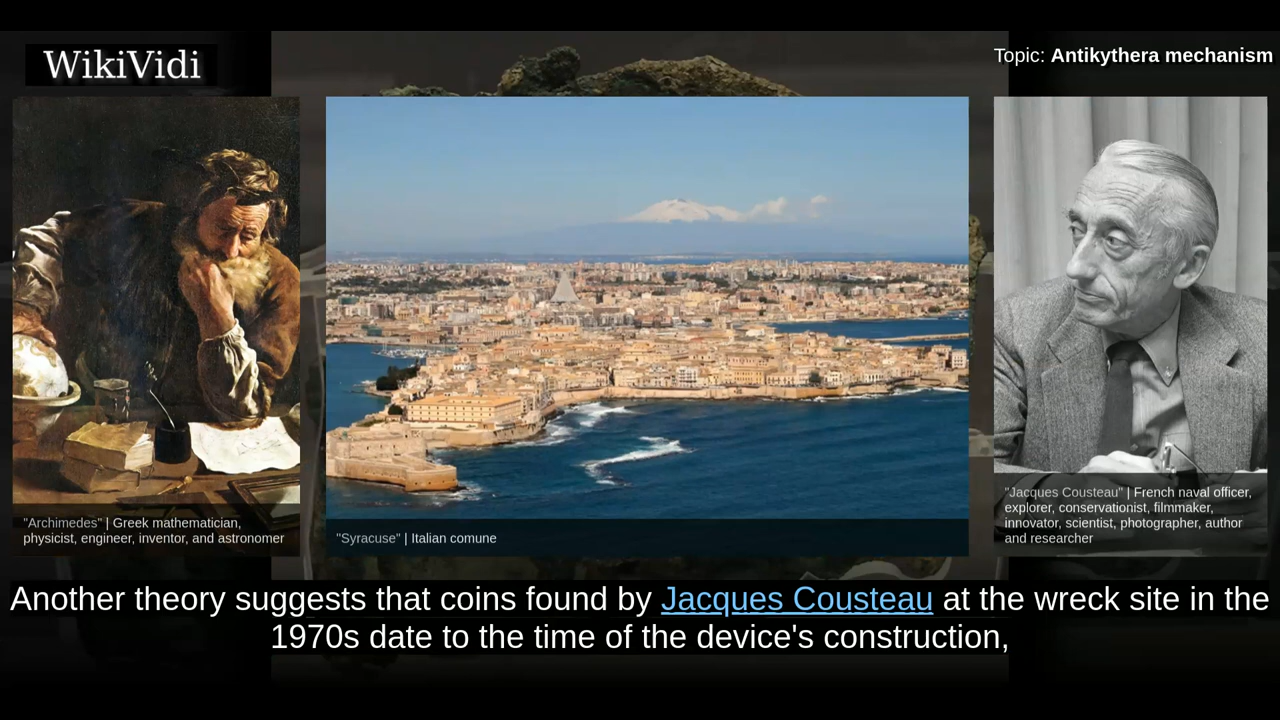 WikiVidi
Topic: Antikythera mechanism
"Archimedes" | Greek mathematician,
physicist, engineer, inventor, and astronomer
"Syracuse" | Italian comune
"Jacques Cousteau" | French naval officer,
explorer, conservationist, filmmaker,
innovator, scientist, photographer, author
and researcher
Another theory suggests that coins found by Jacques Cousteau at the wreck site in the
1970s date to the time of the device's construction,